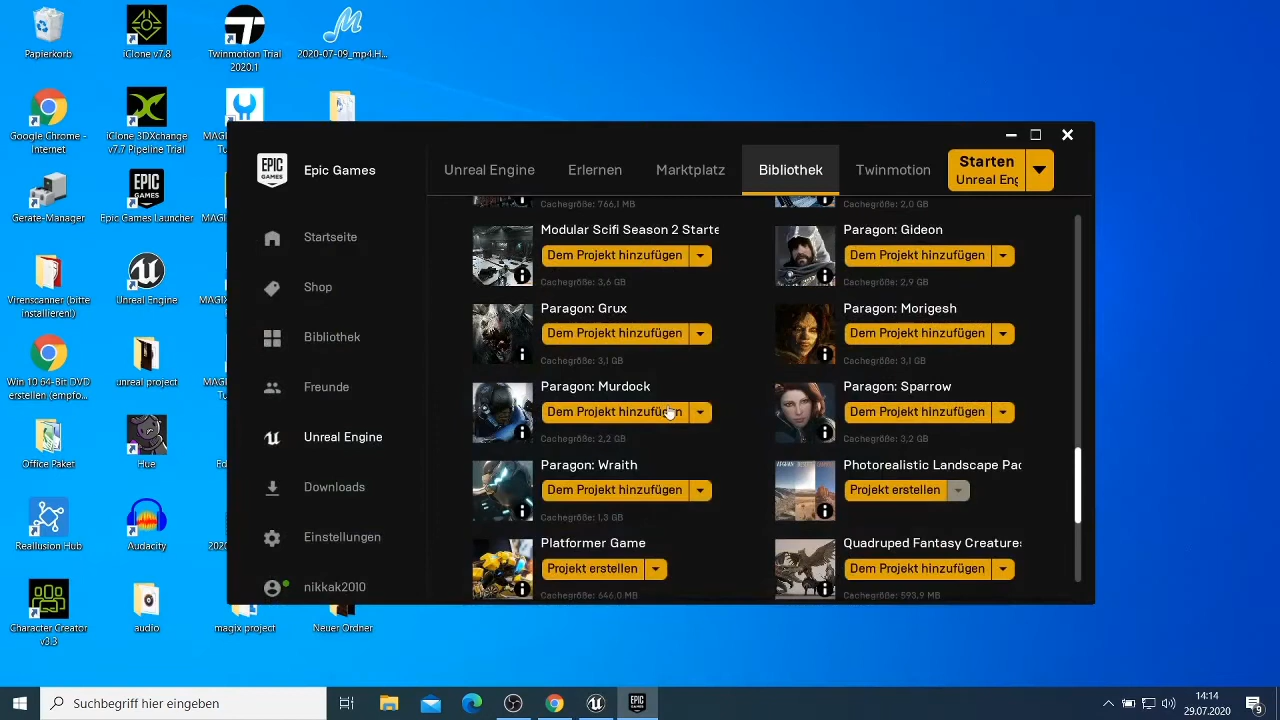 Papierkorb
iClone v7.8
Twinmotion Trial
2020.1
2020-07-09_mp4.H...
Google Chrome -
Internet
iClone 3DXchange
v7.7 Pipeline Trial
Geräte-Manager
Epic Games Launcher
Virenscanner (bitte
installieren!)
Unreal Engine
Win 10.64-Bit DVD
erstellen (empfo...
unreal project
Office Paket
Hue
Reallusion Hub
Audacity
Character Creator
v3.3
audio
magix.project
Neuer Ordner
EPIC
GAMES
Epic Games
Unreal Engine
Erlernen
Marktplatz
Bibliothek
Twinmotion
Starten
Unreal Eng
Startseite
Shop
Bibliothek
Freunde
Unreal Engine
Downloads
Einstellungen
nikkak2010
Cachegröße: 766,1 MB
Cachegröße: 2,0 GB
Modular Scifi Season 2 Starte
Dem Projekt hinzufügen
Cachegröße: 3,6 GB
Paragon: Gideon
Dem Projekt hinzufügen
Cachegröße: 2,9 GB
Paragon: Grux
Dem Projekt hinzufügen
Cachegröße: 3,1 GB
Paragon: Morigesh
Dem Projekt hinzufügen
Cachegröße: 3,1 GB
Paragon: Murdock
Dem Projekt hinzufügen
Cachegröße: 2,2 GB
Paragon: Sparrow
Dem Projekt hinzufügen
Cachegröße: 3,2 GB
Paragon: Wraith
Dem Projekt hinzufügen
Cachegröße: 1,3 GB
Photorealistic Landscape Pac
Projekt erstellen
Platformer Game
Projekt erstellen
Cachegröße: 646,0 MB
Quadruped Fantasy Creatures
Dem Projekt hinzufügen
Cachegröße: 593,9 MB
Suchbegriff hier eingeben
14:14
29.07.2020